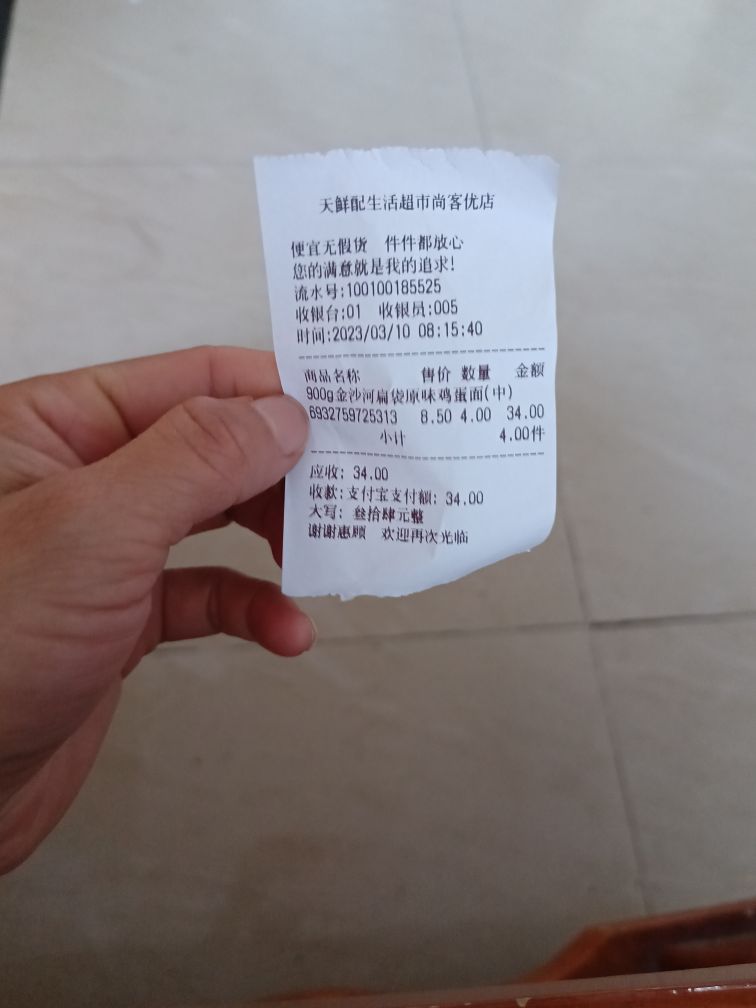 天鲜配生活超市尚客优店
便宜无假货 件件都放心
您的满意就是我的追求!
流水号:100100185525
收银台:01 收银员:005
时间:2023/03/10 08:15:40
商品名称 售价 数量 金额
900g金沙河扁袋原味鸡蛋面(中)
6932759725313 8.50 4.00 34.00
小计 4.00件
应收: 34.00
收款:支付宝支付额: 34.00
大写: 叁拾肆元整
谢谢惠顾 欢迎再次光临